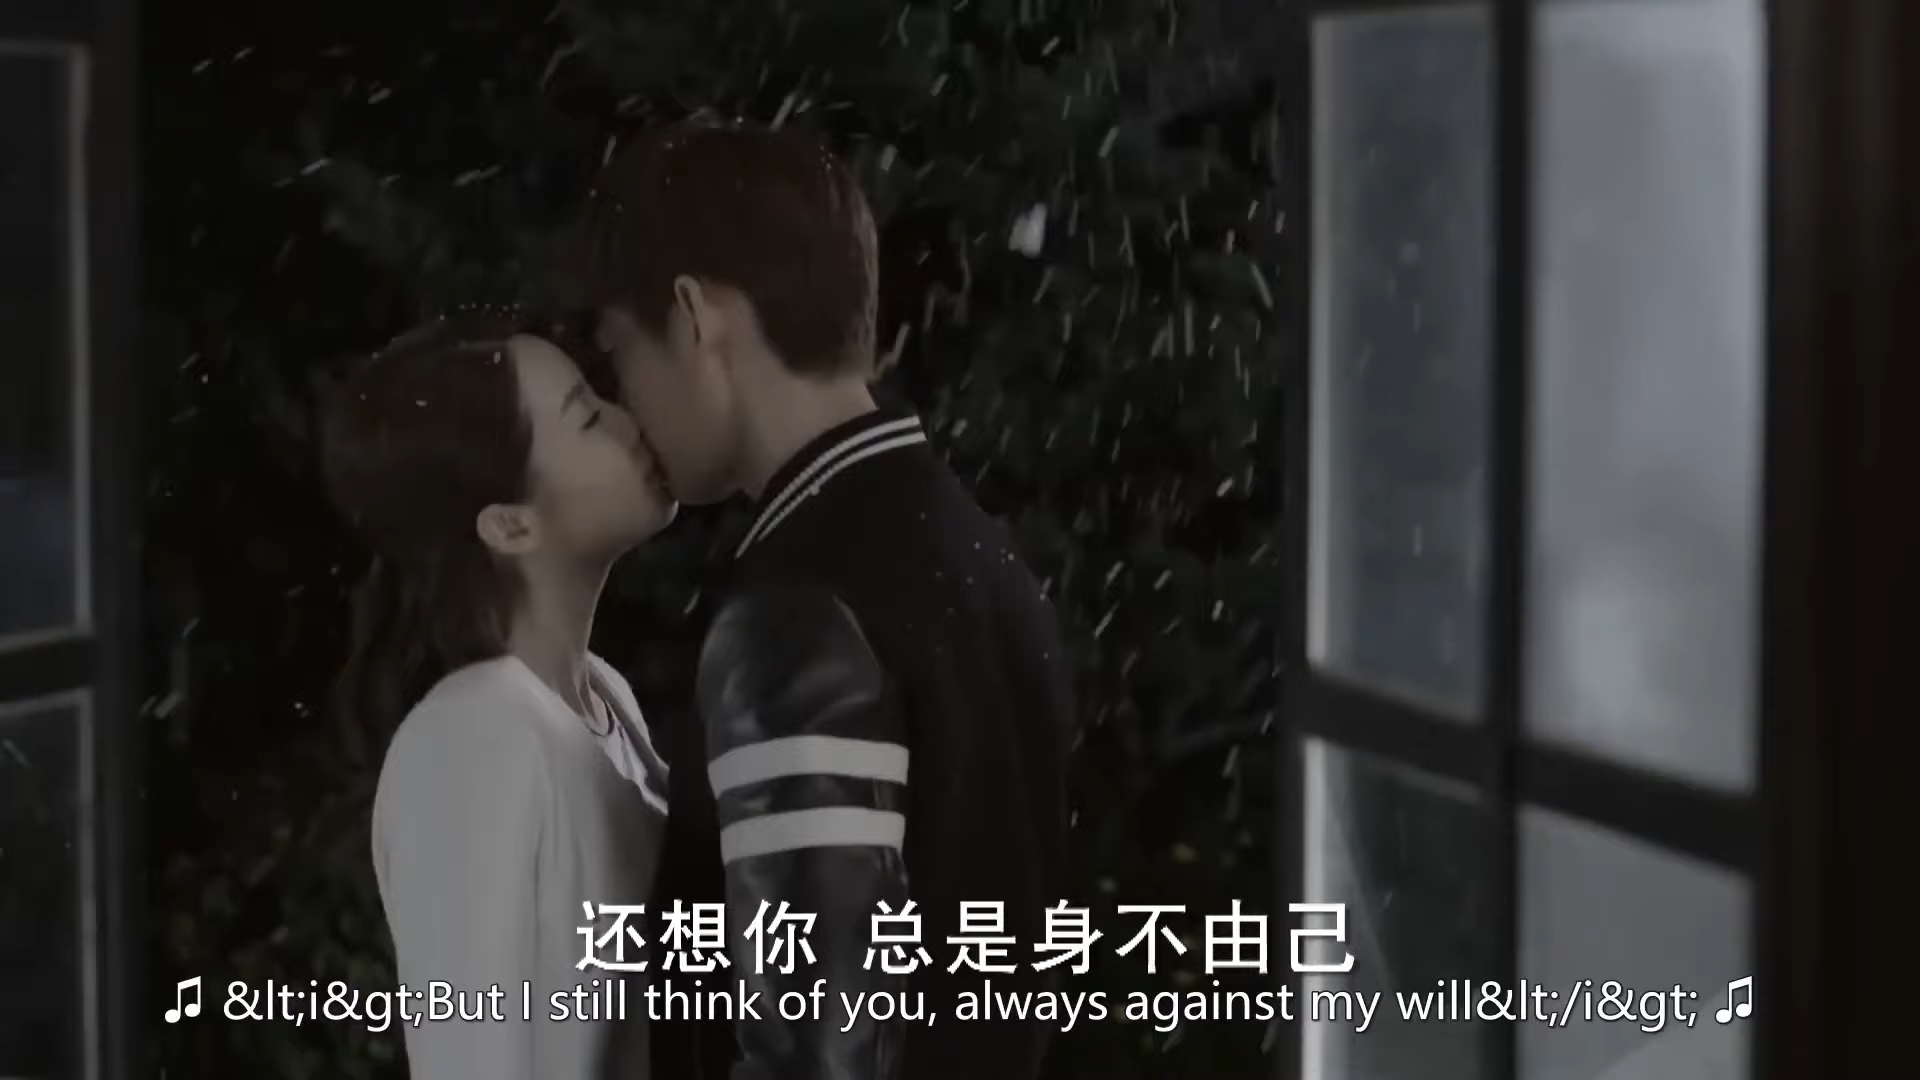 还想你 总是身不由己
♫ &lt;i&gt;But I still think of you, always against my will&lt;/i&gt; ♫